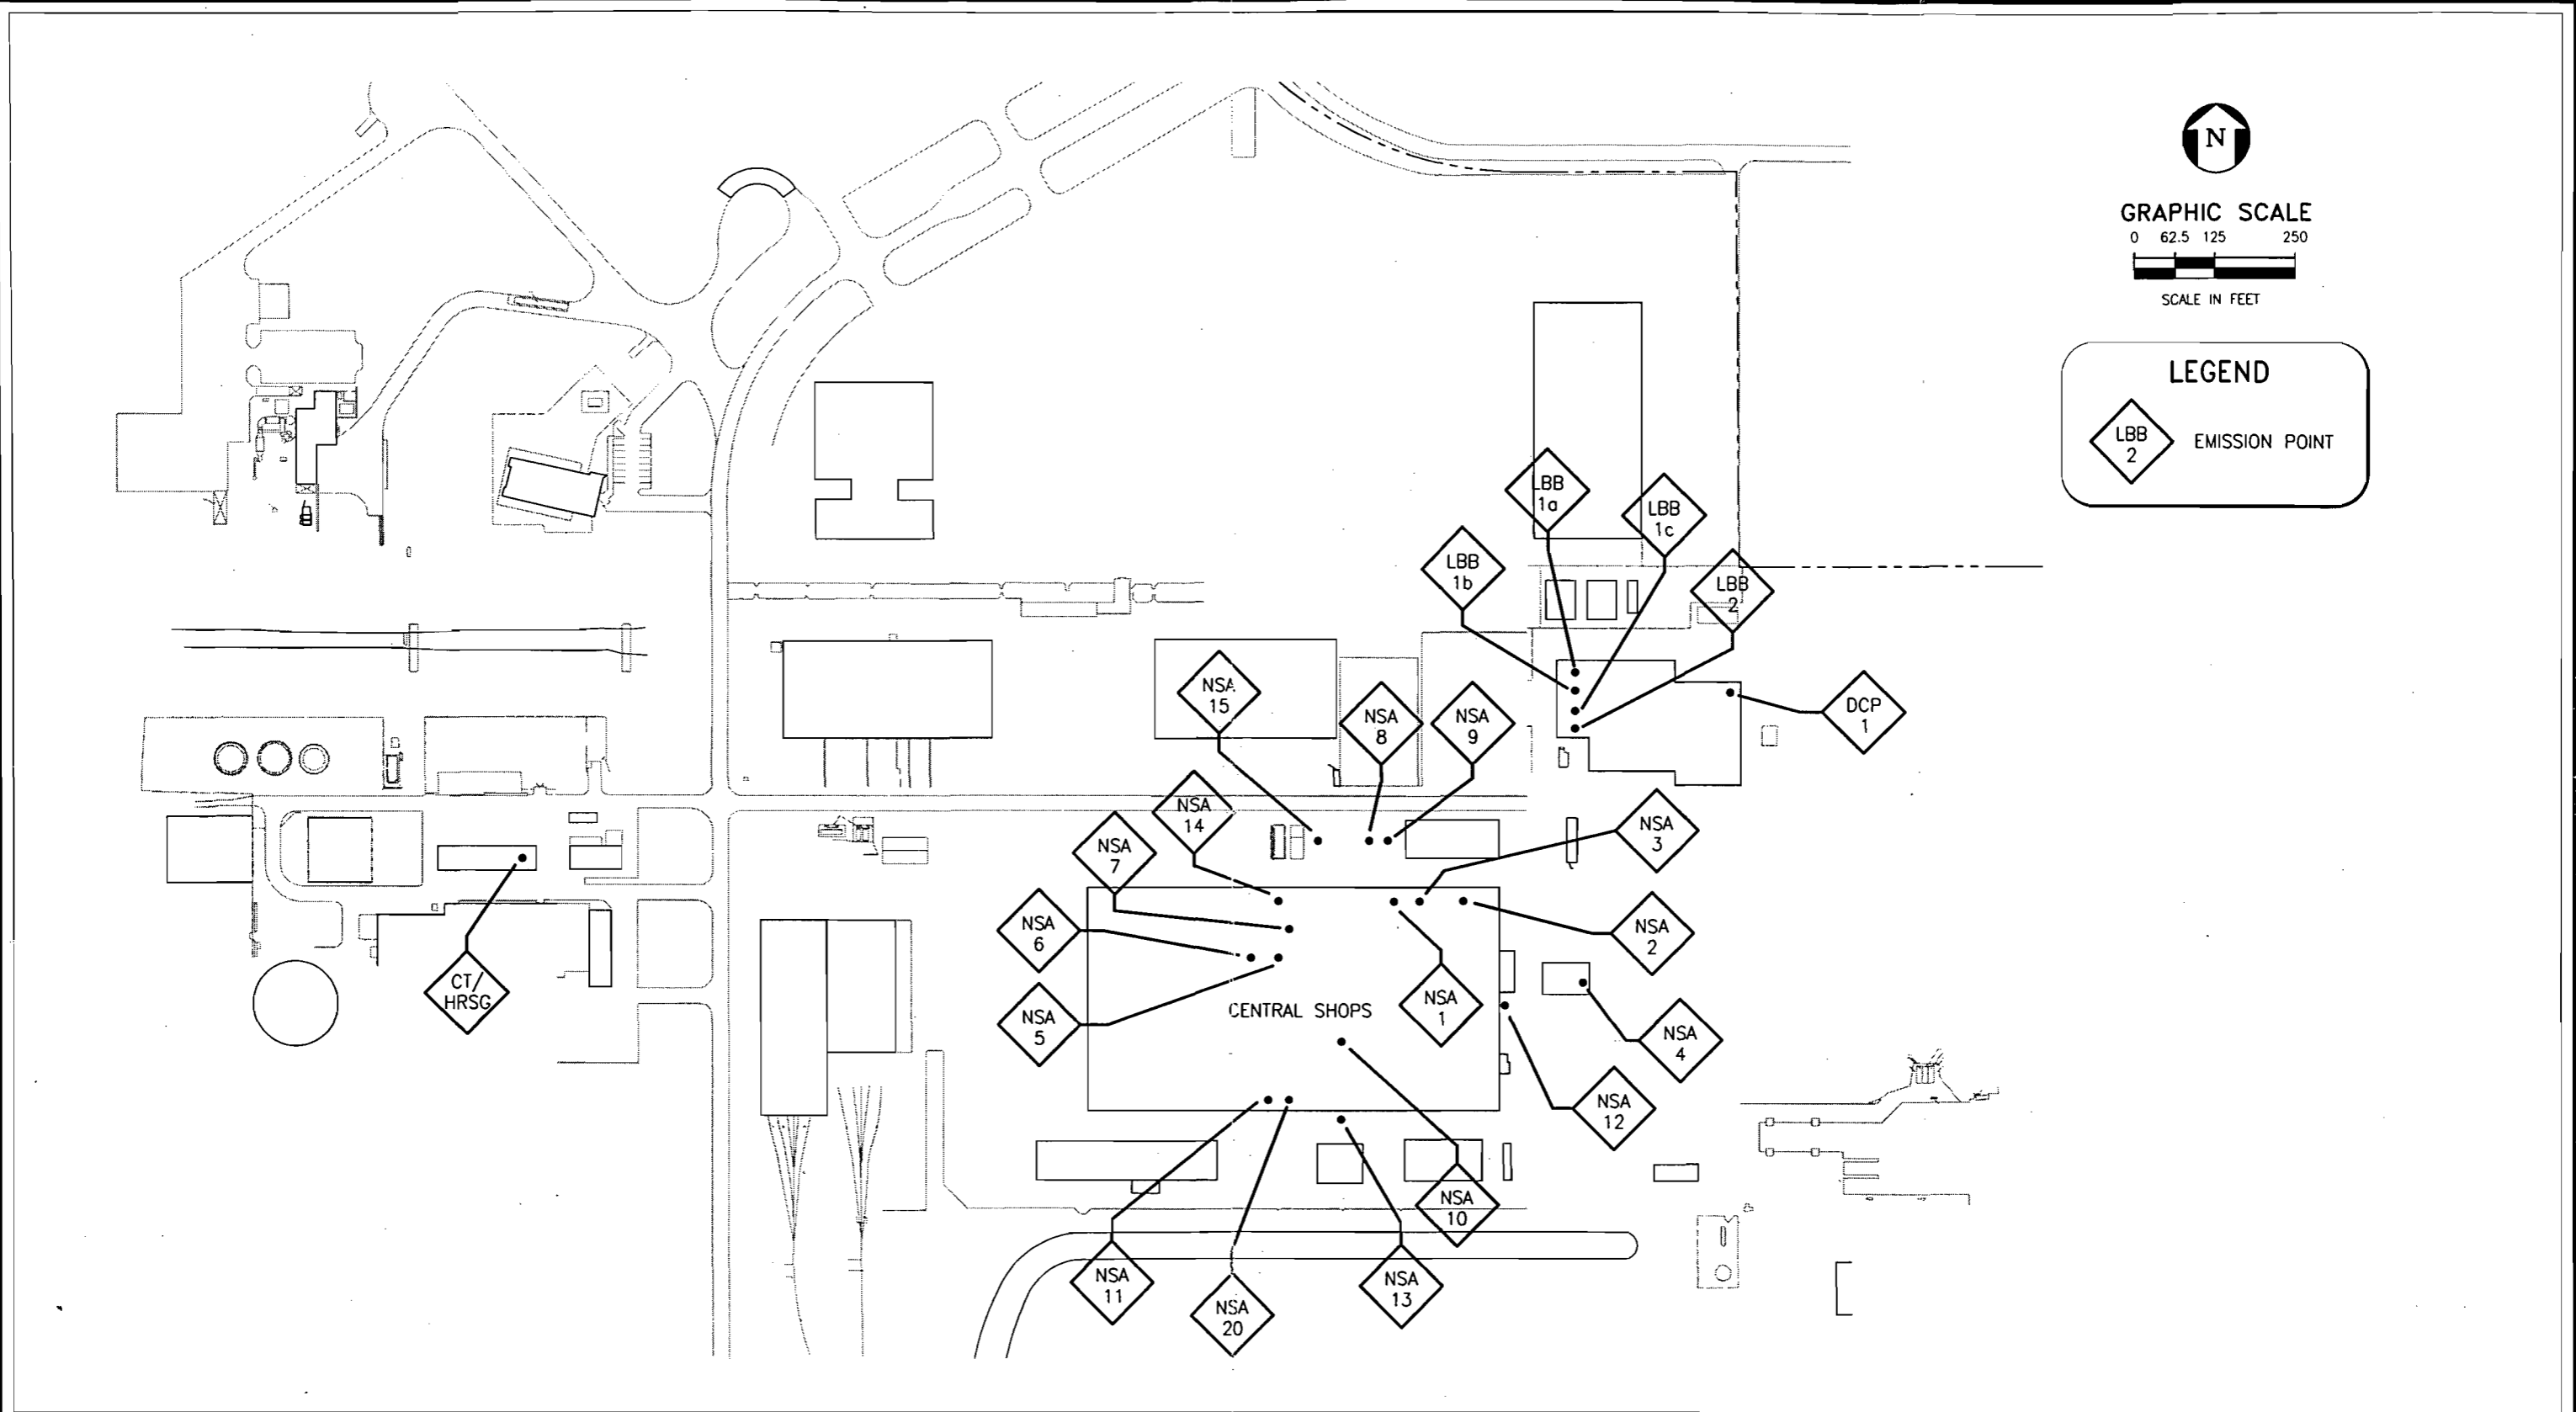 N
GRAPHIC SCALE
0 62.5 125 250
SCALE IN FEET
LEGEND
LBB
2
EMISSION POINT
LBB
1a
LBB
1c
LBB
1b
LBB
2
NSA
15
NSA
8
NSA
9
DCP
1
NSA
14
NSA
7
NSA
3
NSA
6
NSA
2
CT/
HRSG
NSA
5
CENTRAL SHOPS
NSA
1
NSA
4
NSA
12
NSA
10
NSA
11
NSA
20
NSA
13